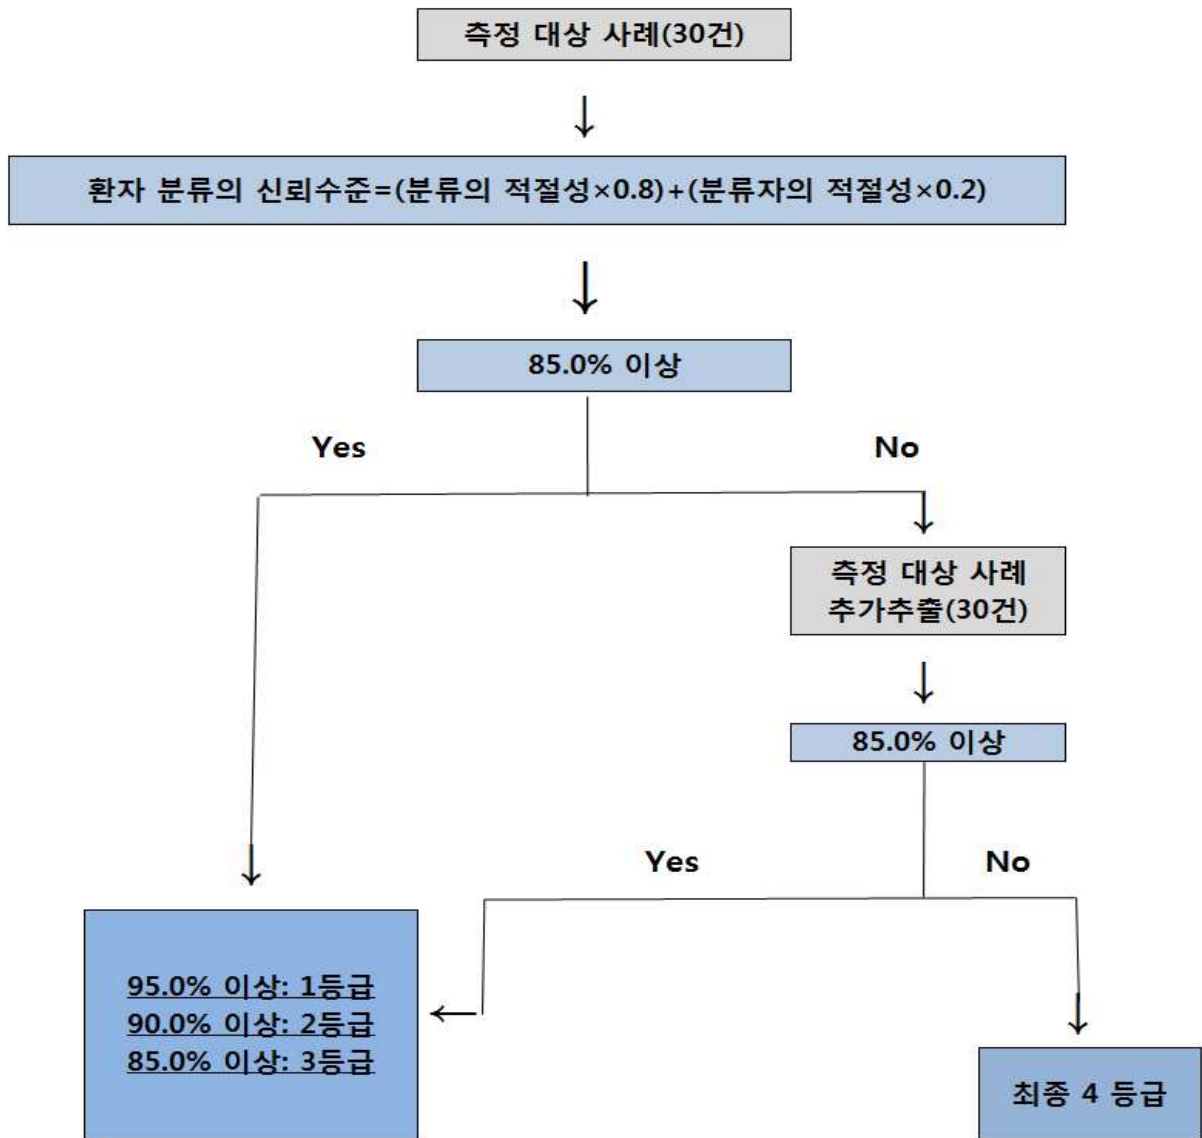 측정 대상 사례(30건)
↓
환자 분류의 신뢰수준=(분류의 적절성×0.8)+(분류자의 적절성×0.2)
↓
85.0% 이상
Yes
No
↓
측정 대상 사례
추가추출(30건)
↓
85.0% 이상
↓
Yes
No
95.0% 이상: 1등급
90.0% 이상: 2등급
85.0% 이상: 3등급
←
↓
최종 4 등급